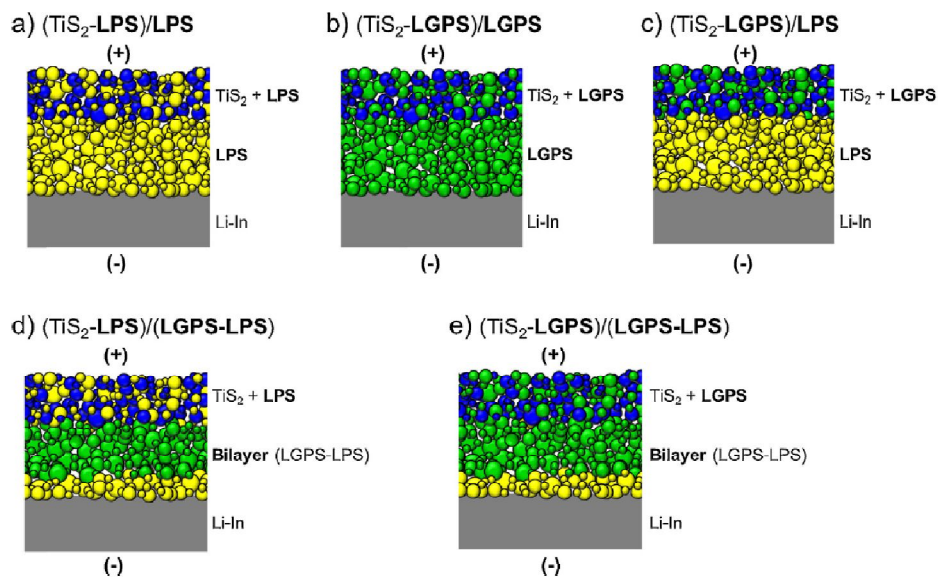 a) (TiS₂-LPS)/LPS
(+)
TiS₂ + LPS
LPS
Li-In
(-)
b) (TiS₂-LGPS)/LGPS
(+)
TiS₂ + LGPS
LGPS
Li-In
(-)
c) (TiS₂-LGPS)/LPS
(+)
TiS₂ + LGPS
LPS
Li-In
(-)
d) (TiS₂-LPS)/(LGPS-LPS)
(+)
TiS₂ + LPS
Bilayer (LGPS-LPS)
Li-In
(-)
e) (TiS₂-LGPS)/(LGPS-LPS)
(+)
TiS₂ + LGPS
Bilayer (LGPS-LPS)
Li-In
(-)